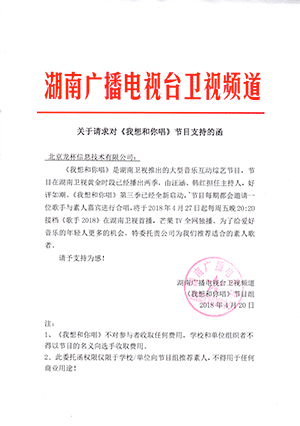 湖南广播电视台卫视频道
关于请求对《我想和你唱》节目支持的函
北京龙杯信息技术有限公司：
《我想和你唱》是湖南卫视推出的大型音乐互动综艺节目，节
目在湖南卫视黄金时段已经播出两季，由汪涵、韩红担任主持人，好
评如潮。《我想和你唱》第三季已经全新启动，节目每期都会邀请一
位歌手与素人嘉宾进行合唱，将于2018年4月27日起每周五晚20:20
接档《歌手2018》在湖南卫视首播，芒果TV全网独播。为了给爱好
音乐的年轻人更多的机会，特委托贵公司为我们推荐适合的素人歌
者。
请予支持为感！
湖南广播电视台卫视频道
《我想和你唱》节目组
2018年4月20日
注：
1、《我想和你唱》不对参与者收取任何费用，学校和单位组织者不
得以节目的名义向选手收取费用。
2、此委托函权限仅限于学校/单位向节目组推荐素人，不得用于任何
商业用途！